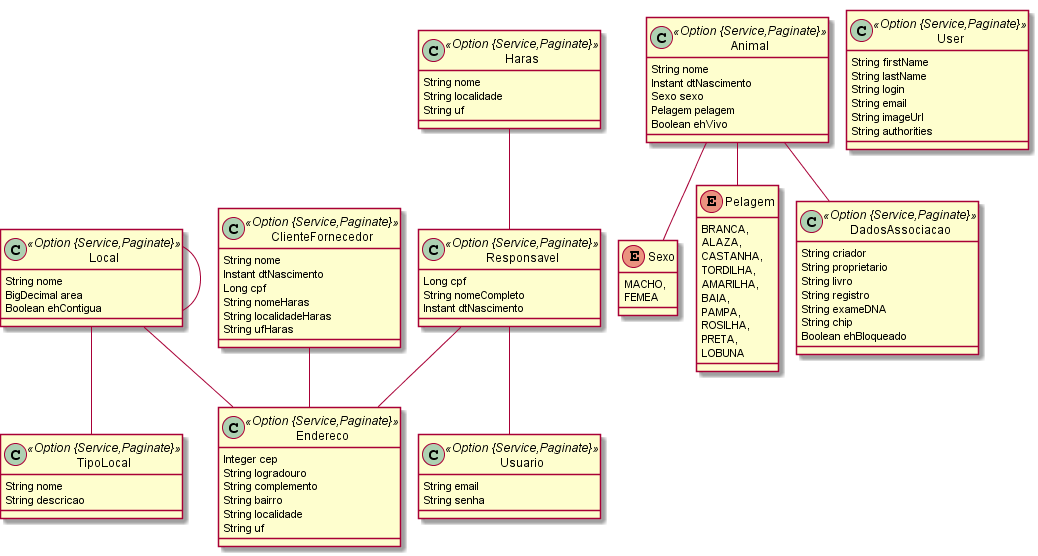 «Option {Service,Paginate}»
Haras
String nome
String localidade
String uf
«Option {Service,Paginate}»
Animal
String nome
Instant dtNascimento
Sexo sexo
Pelagem pelagem
Boolean ehVivo
«Option {Service,Paginate}»
User
String firstName
String lastName
String login
String email
String imageUrl
String authorities
«Option {Service,Paginate}»
Local
String nome
BigDecimal area
Boolean ehContigua
«Option {Service,Paginate}»
ClienteFornecedor
String nome
Instant dtNascimento
Long cpf
String nomeHaras
String localidadeHaras
String ufHaras
«Option {Service,Paginate}»
Responsavel
Long cpf
String nomeCompleto
Instant dtNascimento
Sexo
MACHO,
FEMEA
Pelagem
BRANCA,
ALAZA,
CASTANHA,
TORDILHA,
AMARILHA,
BAIA,
PAMPA,
ROSILHA,
PRETA,
LOBUNA
«Option {Service,Paginate}»
DadosAssociacao
String criador
String proprietario
String livro
String registro
String exameDNA
String chip
Boolean ehBloqueado
«Option {Service,Paginate}»
TipoLocal
String nome
String descricao
«Option {Service,Paginate}»
Endereco
Integer cep
String logradouro
String complemento
String bairro
String localidade
String uf
«Option {Service,Paginate}»
Usuario
String email
String senha